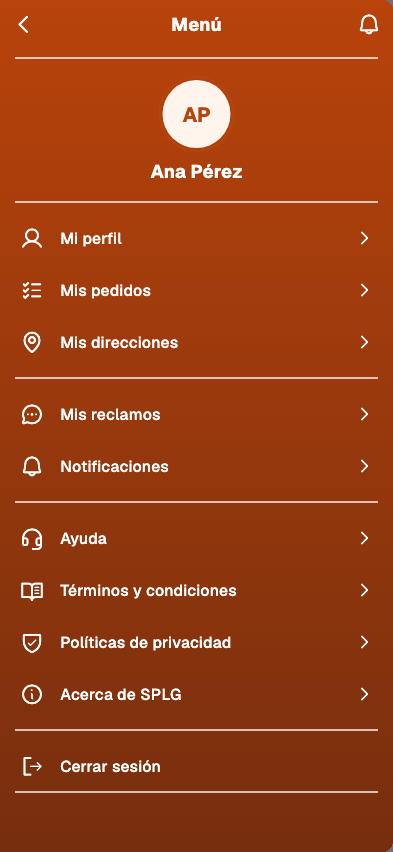 Menú
AP
Ana Pérez
Mi perfil
Mis pedidos
Mis direcciones
Mis reclamos
Notificaciones
Ayuda
Términos y condiciones
Políticas de privacidad
Acerca de SPLG
Cerrar sesión